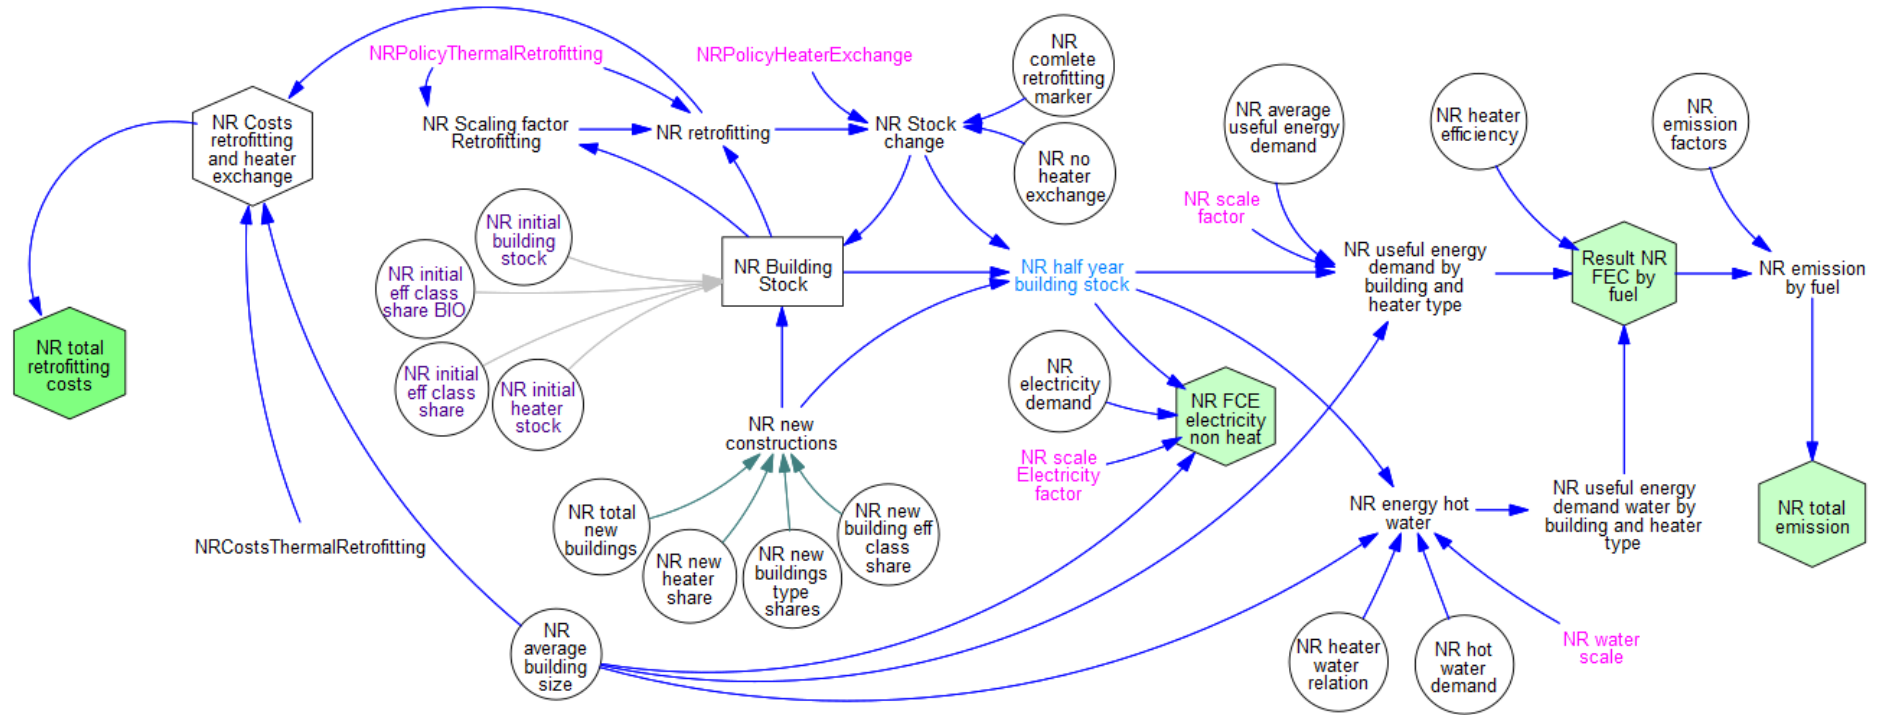 NRPolicyThermalRetrofitting
NRPolicyHeaterExchange
NR
comlete
retrofitting
marker
NR Costs
retrofitting
and heater
exchange
NR Scaling factor
Retrofitting
NR retrofitting
NR Stock
change
NR no
heater
exchange
NR average
useful energy
demand
NR heater
efficiency
NR
emission
factors
NR scale
factor
NR initial
building
stock
NR initial
eff class
share BIO
NR initial
eff class
share
NR initial
heater
stock
NR Building
Stock
NR half year
building stock
NR useful energy
demand by
building and
heater type
Result NR
FEC by
fuel
NR emission
by fuel
NR total
retrofitting
costs
NR
electricity
demand
NR FCE
electricity
non heat
NR scale
Electricity
factor
NR new
constructions
NR total
new
buildings
NR new
heater
share
NR new
buildings
type
shares
NR new
building eff
class
share
NR energy hot
water
NR useful energy
demand water by
building and heater
type
NR total
emission
NRCostsThermalRetrofitting
NR
average
building
size
NR heater
water
relation
NR hot
water
demand
NR water
scale